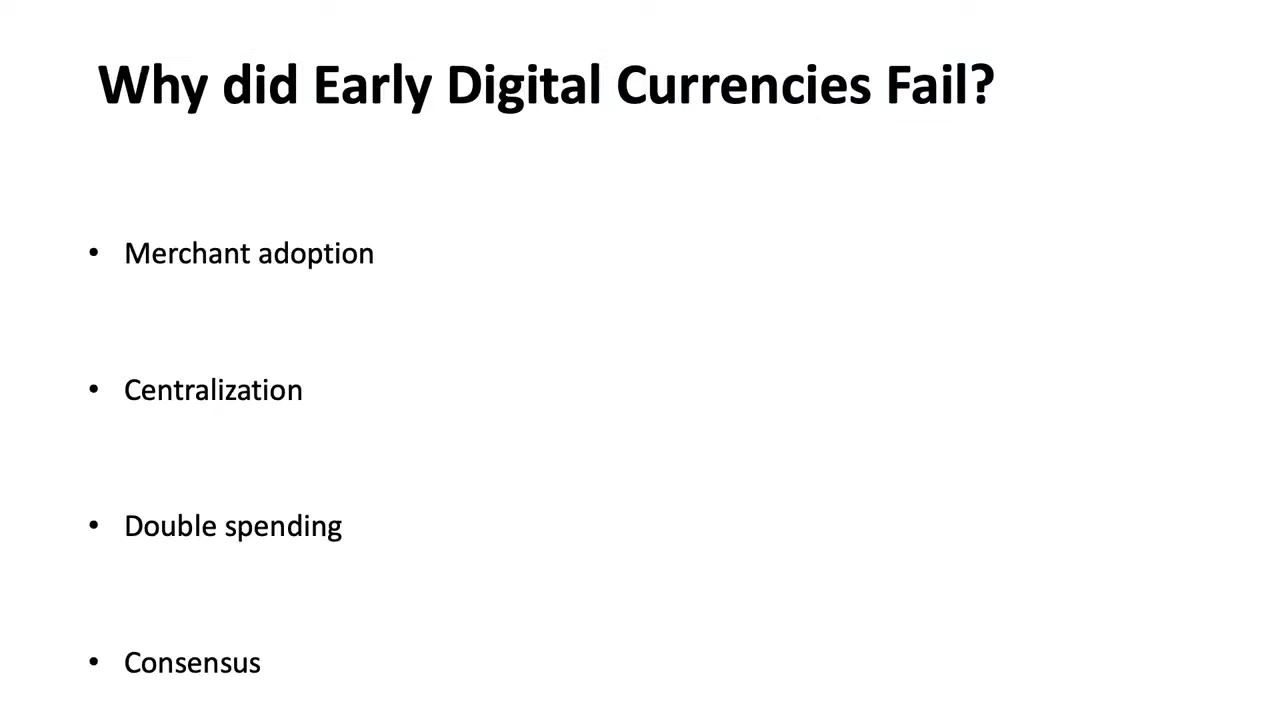 Why did Early Digital Currencies Fail?
• Merchant adoption
• Centralization
• Double spending
• Consensus